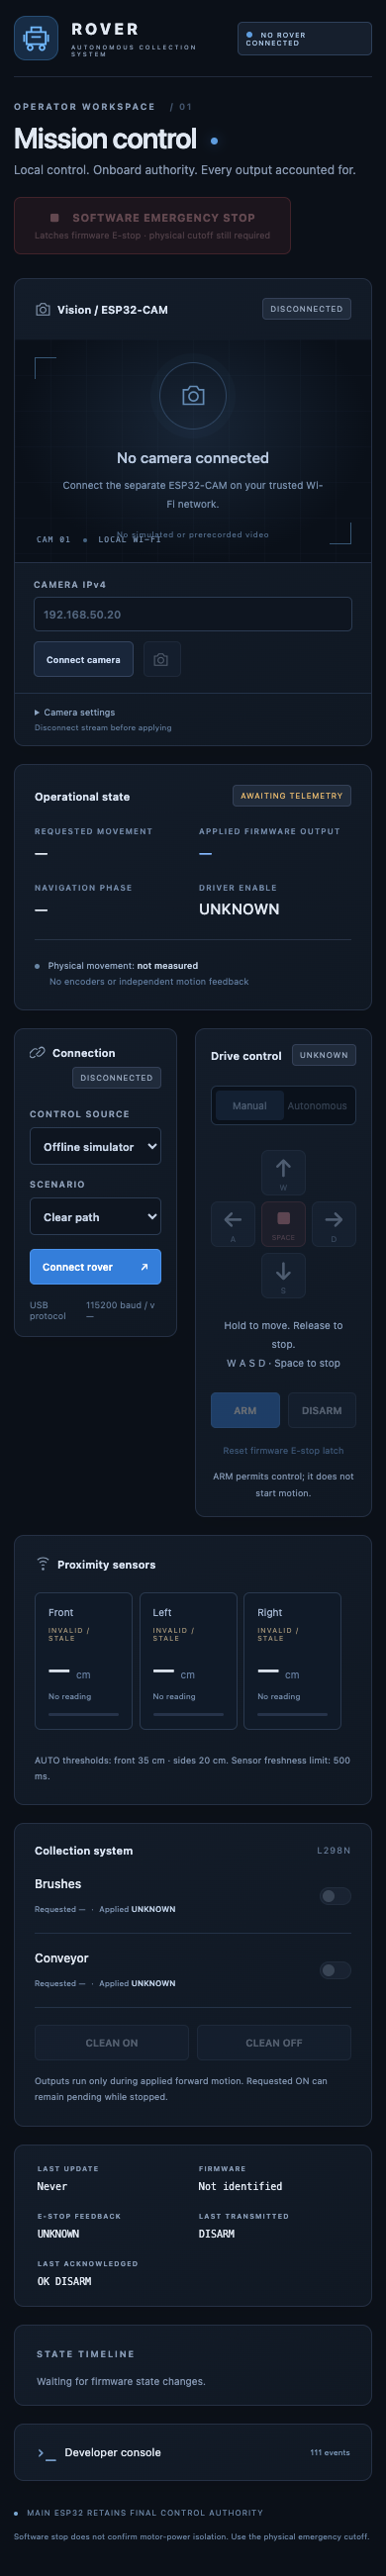 ROVER
AUTONOMOUS COLLECTION
SYSTEM
NO ROVER
CONNECTED
OPERATOR WORKSPACE / 01
Mission control
Local control. Onboard authority. Every output accounted for.
SOFTWARE EMERGENCY STOP
Latches firmware E-stop · physical cutoff still required
Vision / ESP32-CAM
DISCONNECTED
No camera connected
Connect the separate ESP32-CAM on your trusted Wi-
Fi network.
No simulated or prerecorded video
CAM 01 LOCAL WI-FI
CAMERA IPv4
192.168.50.20
Connect camera
Camera settings
Disconnect stream before applying
Operational state
AWAITING TELEMETRY
REQUESTED MOVEMENT
—
APPLIED FIRMWARE OUTPUT
—
NAVIGATION PHASE
—
DRIVER ENABLE
UNKNOWN
Physical movement: not measured
No encoders or independent motion feedback
Connection
DISCONNECTED
CONTROL SOURCE
Offline simulator
SCENARIO
Clear path
Connect rover ↗
USB
protocol
115200 baud / v
—
Drive control
UNKNOWN
Manual
Autonomous
↑
W
←
A
SPACE
→
D
↓
S
Hold to move. Release to
stop.
W A S D · Space to stop
ARM
DISARM
Reset firmware E-stop latch
ARM permits control; it does not
start motion.
Proximity sensors
Front
INVALID /
STALE
— cm
No reading
Left
INVALID /
STALE
— cm
No reading
Right
INVALID /
STALE
— cm
No reading
AUTO thresholds: front 35 cm · sides 20 cm. Sensor freshness limit: 500
ms.
Collection system
L298N
Brushes
Requested — · Applied UNKNOWN
Conveyor
Requested — · Applied UNKNOWN
CLEAN ON
CLEAN OFF
Outputs run only during applied forward motion. Requested ON can
remain pending while stopped.
LAST UPDATE
Never
FIRMWARE
Not identified
E-STOP FEEDBACK
UNKNOWN
LAST TRANSMITTED
DISARM
LAST ACKNOWLEDGED
OK DISARM
STATE TIMELINE
Waiting for firmware state changes.
Developer console
111 events
MAIN ESP32 RETAINS FINAL CONTROL AUTHORITY
Software stop does not confirm motor-power isolation. Use the physical emergency cutoff.